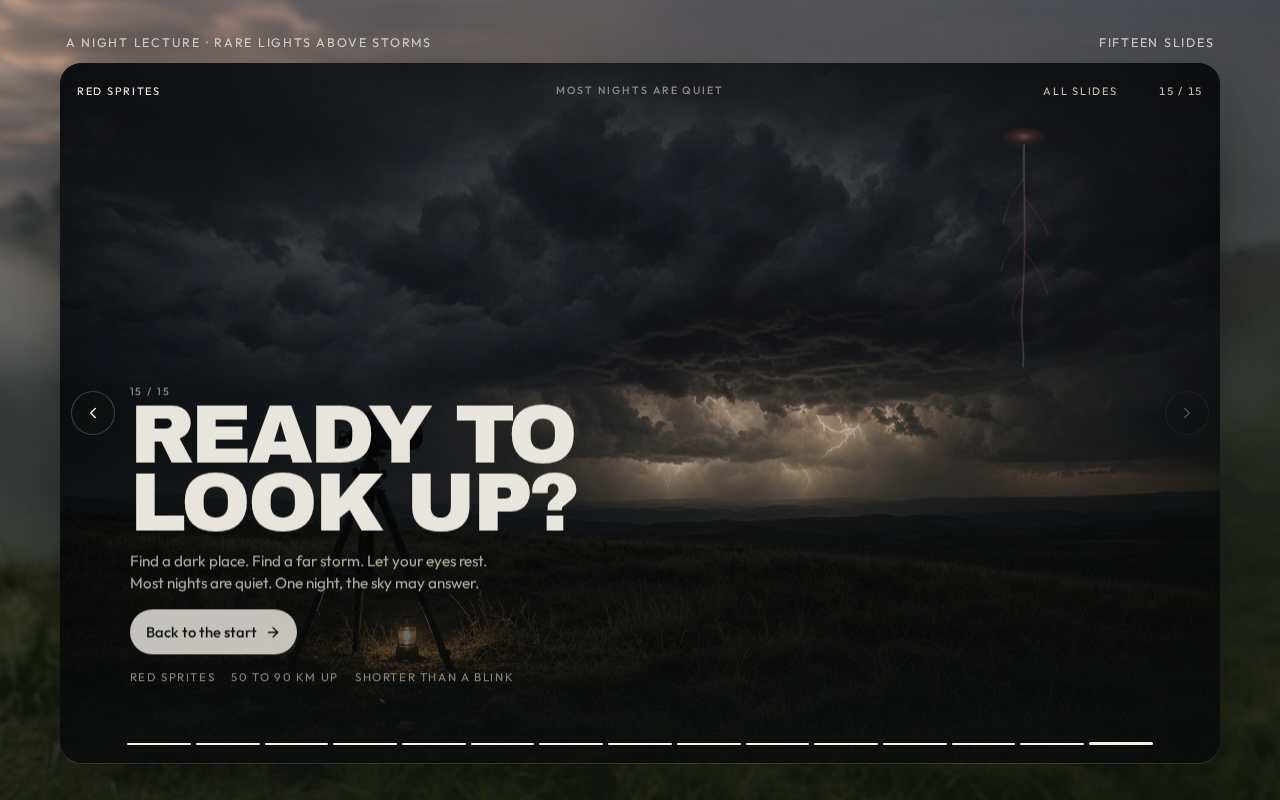 A NIGHT LECTURE · RARE LIGHTS ABOVE STORMS
FIFTEEN SLIDES
RED SPRITES
MOST NIGHTS ARE QUIET
ALL SLIDES
15 / 15
15 / 15
READY TO
LOOK UP?
Find a dark place. Find a far storm. Let your eyes rest.
Most nights are quiet. One night, the sky may answer.
Back to the start
RED SPRITES 50 TO 90 KM UP SHORTER THAN A BLINK